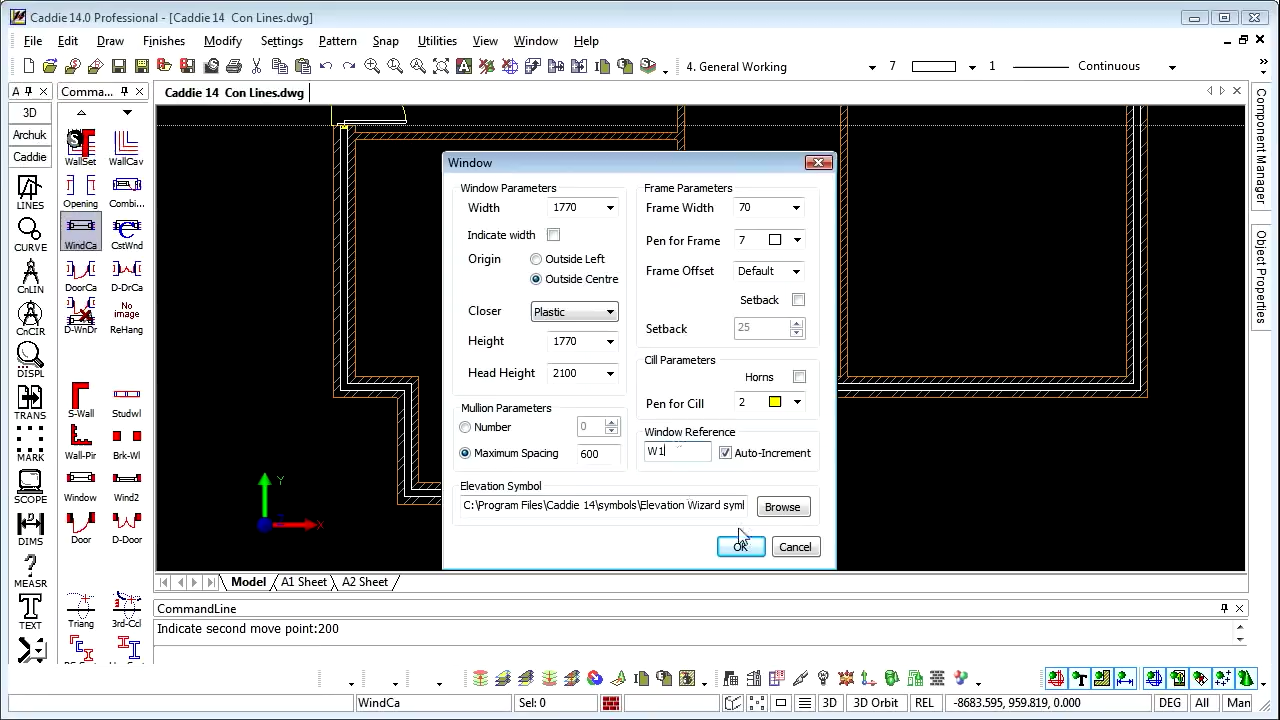 Caddie 14.0 Professional - [Caddie 14 Con Lines.dwg]
File Edit Draw Finishes Modify Settings Pattern Snap Utilities View Window Help
4. General Working 7 1 Continuous
A Comma... Caddie 14 Con Lines.dwg
3D
Archuk
Caddie
WallSet WallCav
Opening Combi...
LINES
WindCa CstWnd
CURVE
DoorCa D-DrCa
CnLIN
No image
D-WnDr ReHang
CnCIR
DISPL
TRANS
S-Wall Studwl
MARK
Wall-Pir Brk-Wl
SCOPE
Window Wind2
DIMS
Door D-Door
MEASR
TEXT
Triang 3rd-Ccl
Window
Window Parameters
Width 1770
Indicate width
Origin Outside Left
Outside Centre
Closer Plastic
Height 1770
Head Height 2100
Mullion Parameters
Number 0
Maximum Spacing 600
Frame Parameters
Frame Width 70
Pen for Frame 7
Frame Offset Default
Setback
Setback 25
Cill Parameters
Horns
Pen for Cill 2
Window Reference
W1 Auto-Increment
Elevation Symbol
C:\Program Files\Caddie 14\symbols\Elevation Wizard syml Browse
OK Cancel
Y
X
Component Manager
Object Properties
Model A1 Sheet A2 Sheet
CommandLine
Indicate second move point:200
WindCa Sel: 0 3D 3D Orbit REL -8683.595, 959.810, 0.000 DEG All Man